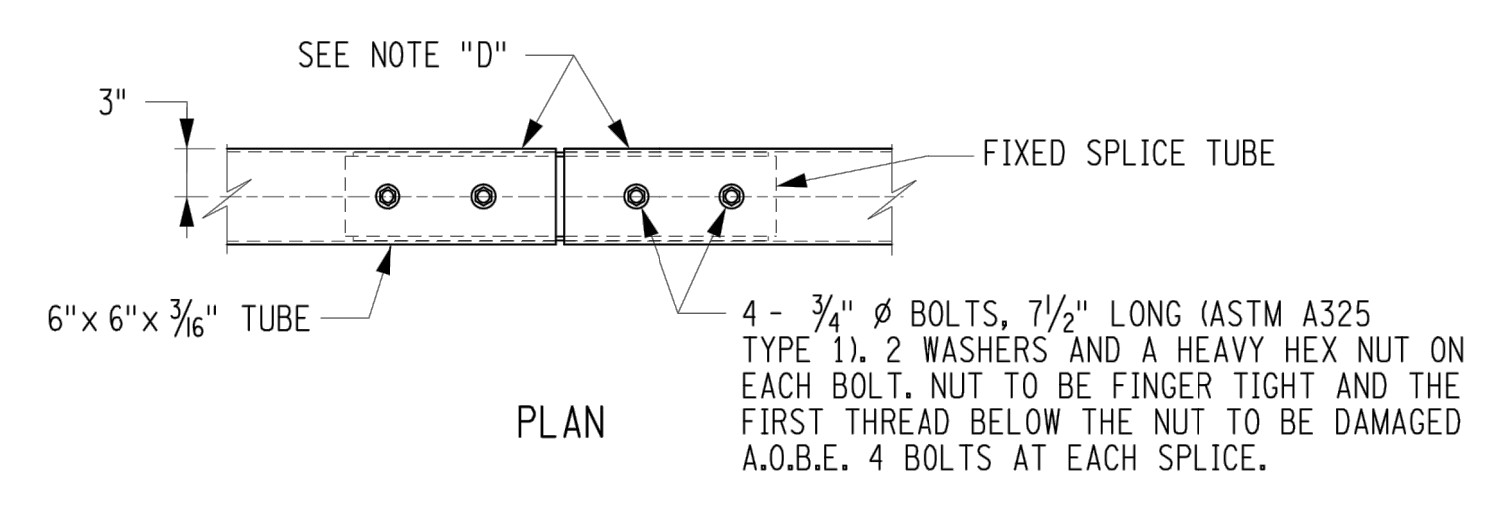 SEE NOTE "D"
3"
FIXED SPLICE TUBE
6"x 6"x 3/16" TUBE
4 - 3/4" Ø BOLTS, 7 1/2" LONG (ASTM A325
TYPE 1). 2 WASHERS AND A HEAVY HEX NUT ON
EACH BOLT. NUT TO BE FINGER TIGHT AND THE
FIRST THREAD BELOW THE NUT TO BE DAMAGED
A.O.B.E. 4 BOLTS AT EACH SPLICE.
PLAN